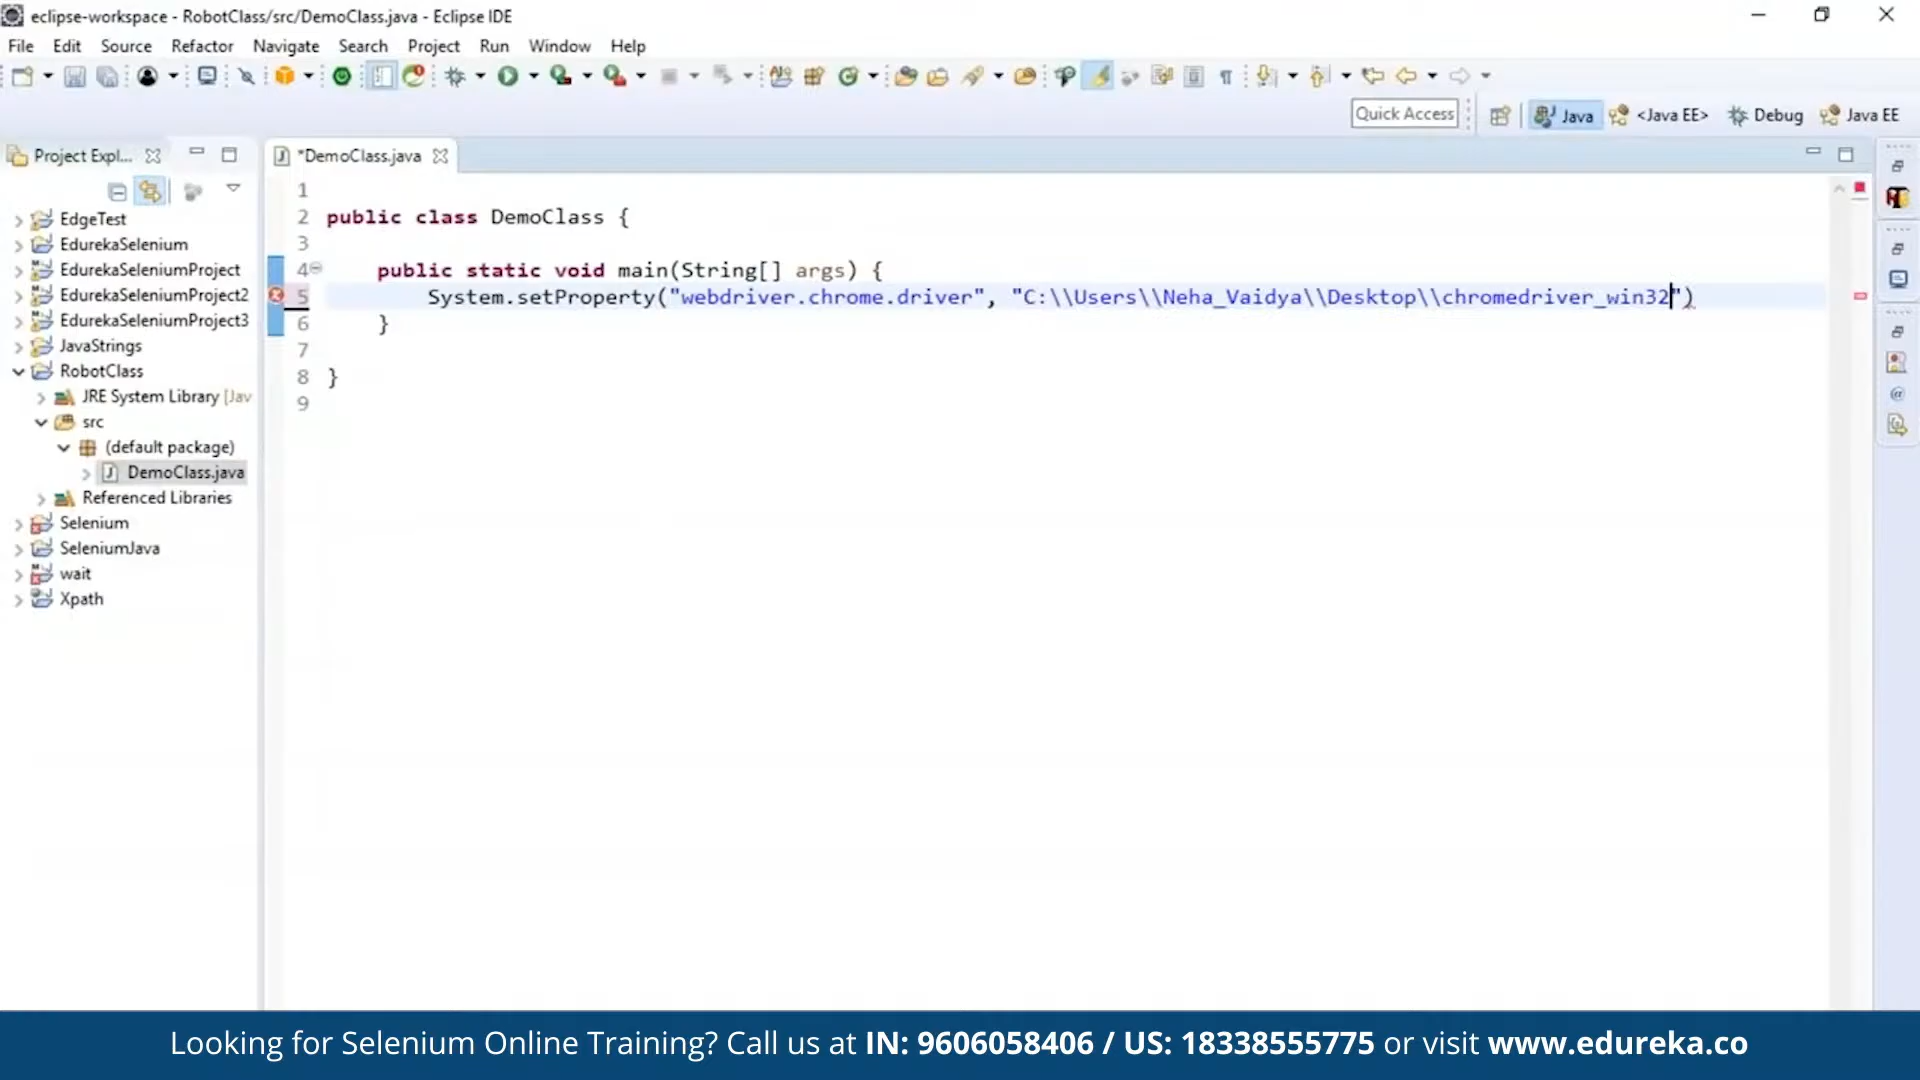 eclipse-workspace - RobotClass/src/DemoClass.java - Eclipse IDE
File Edit Source Refactor Navigate Search Project Run Window Help
Quick Access
Java <Java EE> Debug Java EE
Project Expl...
*DemoClass.java
EdgeTest
EdurekaSelenium
EdurekaSeleniumProject
EdurekaSeleniumProject2
EdurekaSeleniumProject3
JavaStrings
RobotClass
JRE System Library [Jav
src
(default package)
DemoClass.java
Referenced Libraries
Selenium
SeleniumJava
wait
Xpath
1
2 public class DemoClass {
3
4 public static void main(String[] args) {
5 System.setProperty("webdriver.chrome.driver", "C:\\Users\\Neha_Vaidya\\Desktop\\chromedriver_win32")
6 }
7
8 }
9
Looking for Selenium Online Training? Call us at IN: 9606058406 / US: 18338555775 or visit www.edureka.co